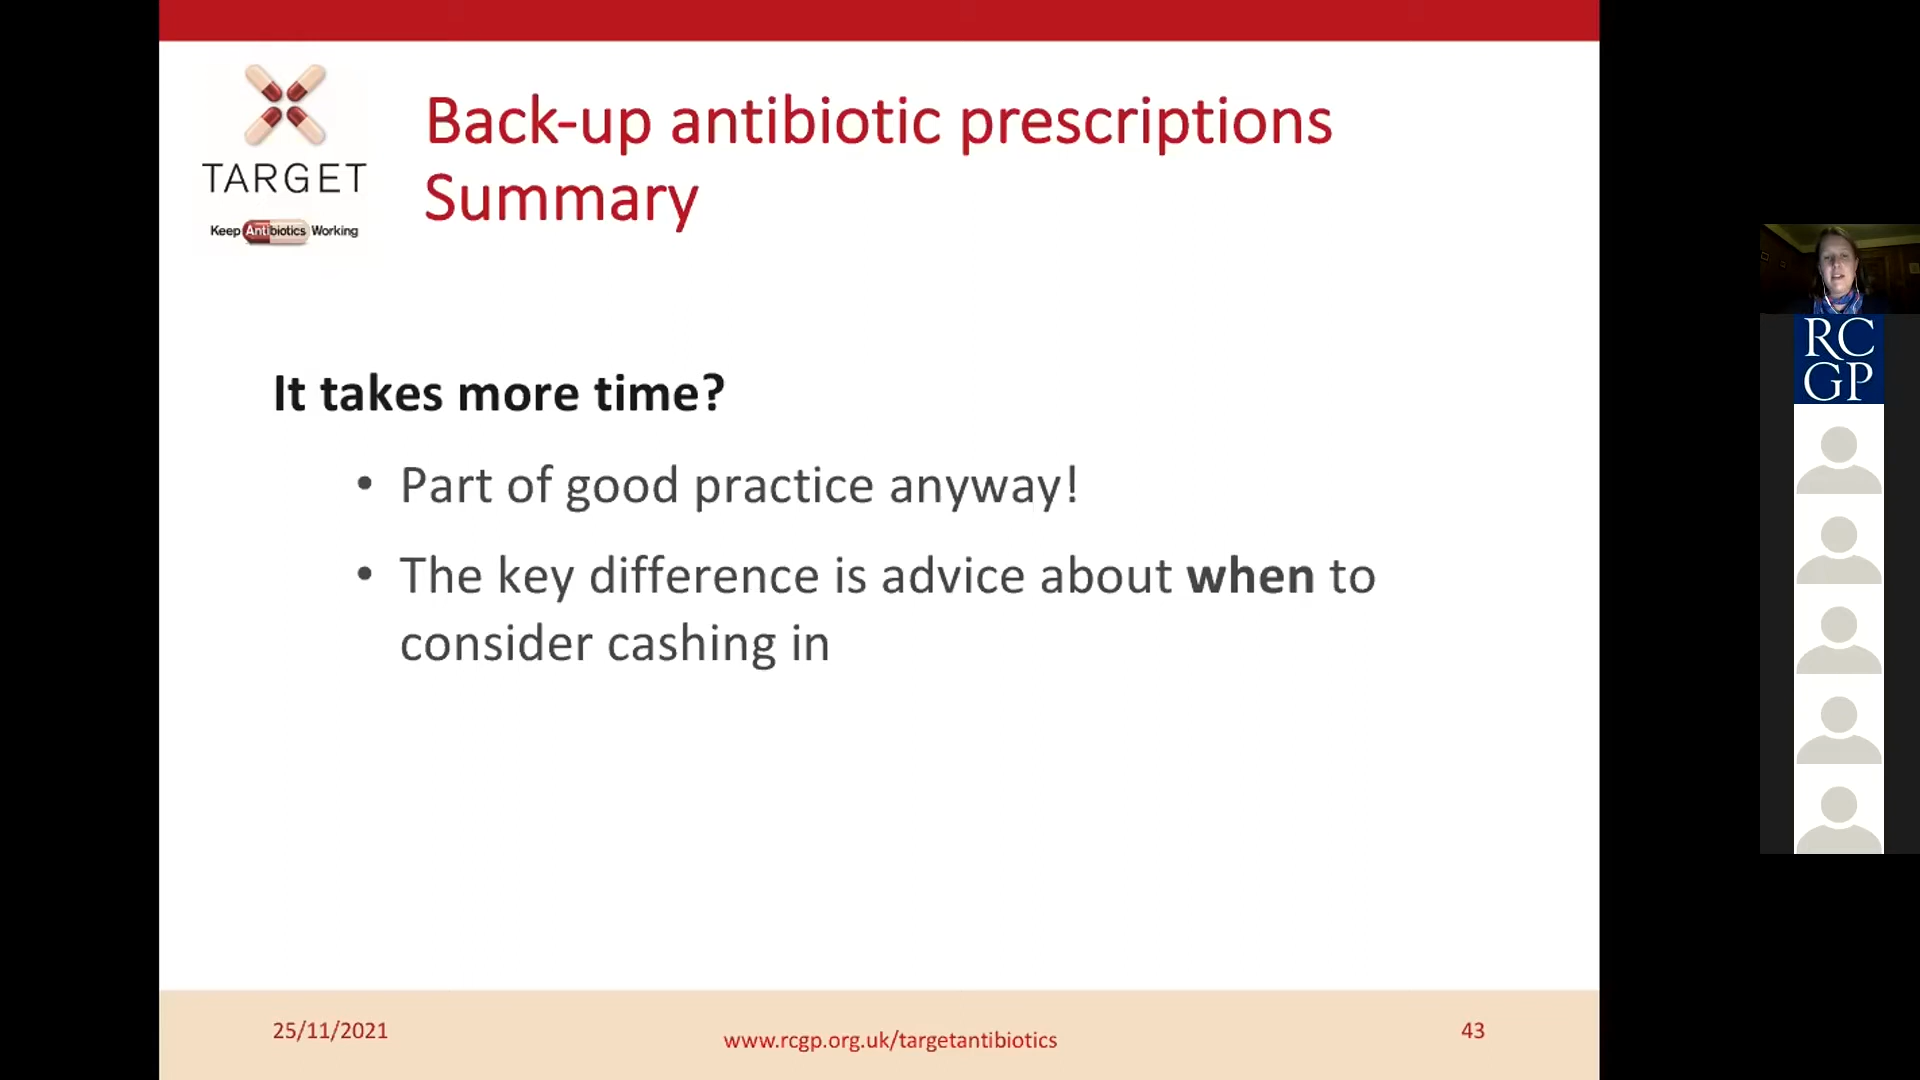 TARGET
Keep Antibiotics Working
Back-up antibiotic prescriptions
Summary
It takes more time?
• Part of good practice anyway!
• The key difference is advice about when to
consider cashing in
25/11/2021
www.rcgp.org.uk/targetantibiotics
43
RC
GP